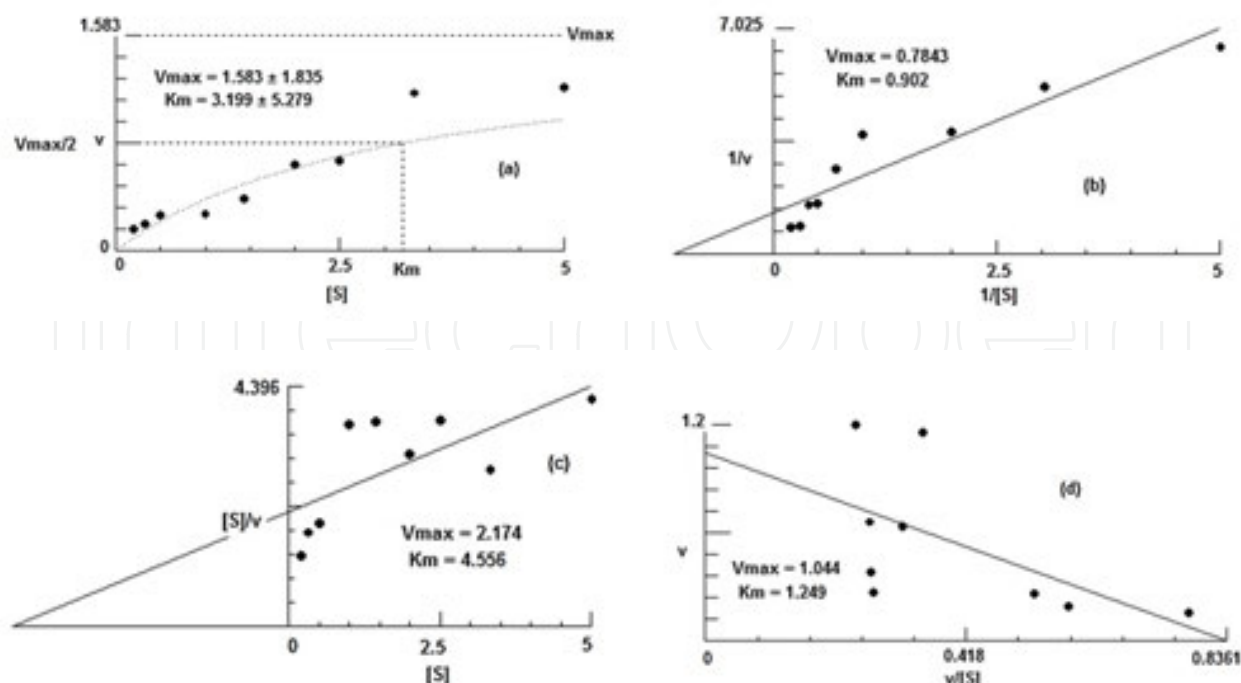 1.583
Vmax
Vmax = 1.583 ± 1.835
Km = 3.199 ± 5.279
Vmax/2
v
(a)
0
0
2.5
Km
5
[S]
7.025
Vmax = 0.7843
Km = 0.902
1/v
(b)
0
2.5
5
1/[S]
4.396
(c)
[S]/v
Vmax = 2.174
Km = 4.556
0
2.5
5
[S]
1.2
(d)
v
Vmax = 1.044
Km = 1.249
0
0.418
0.8361
v/[S]